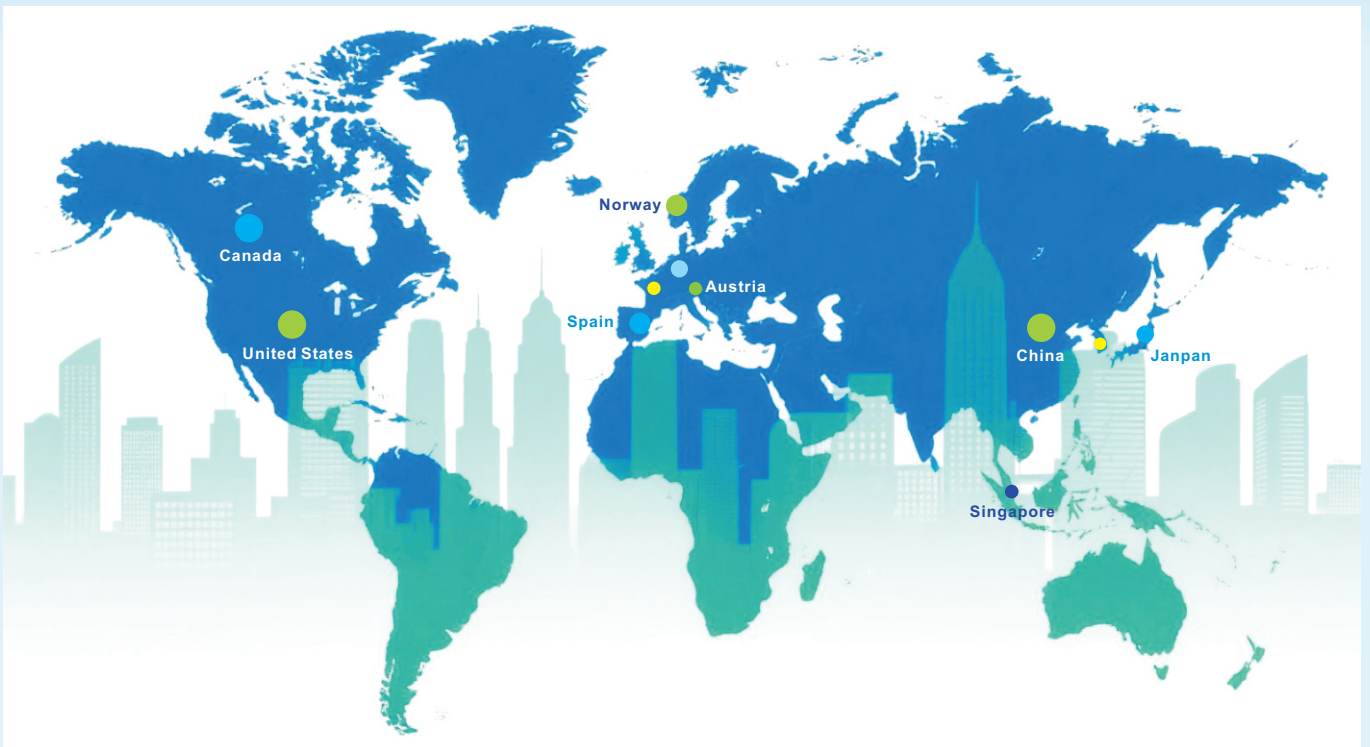 Norway
Canada
Austria
Spain
United States
China
Janpan
Singapore